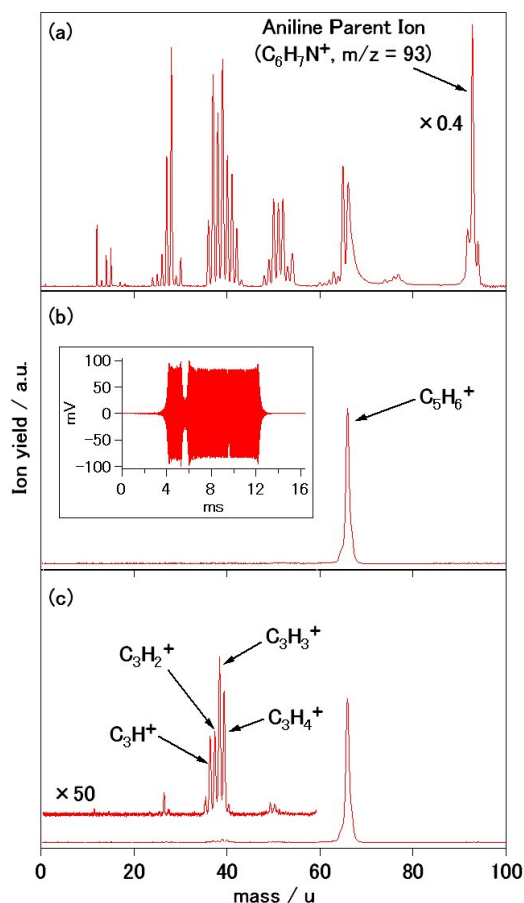 (a)
Aniline Parent Ion
(C₆H₇N⁺, m/z = 93)
×0.4
Ion yield / a.u.
(b)
100
50
0
−50
−100
mV
0 4 8 12 16
ms
C₅H₆⁺
(c)
C₃H₃⁺
C₃H₂⁺
C₃H₄⁺
C₃H⁺
×50
0 20 40 60 80 100
mass / u